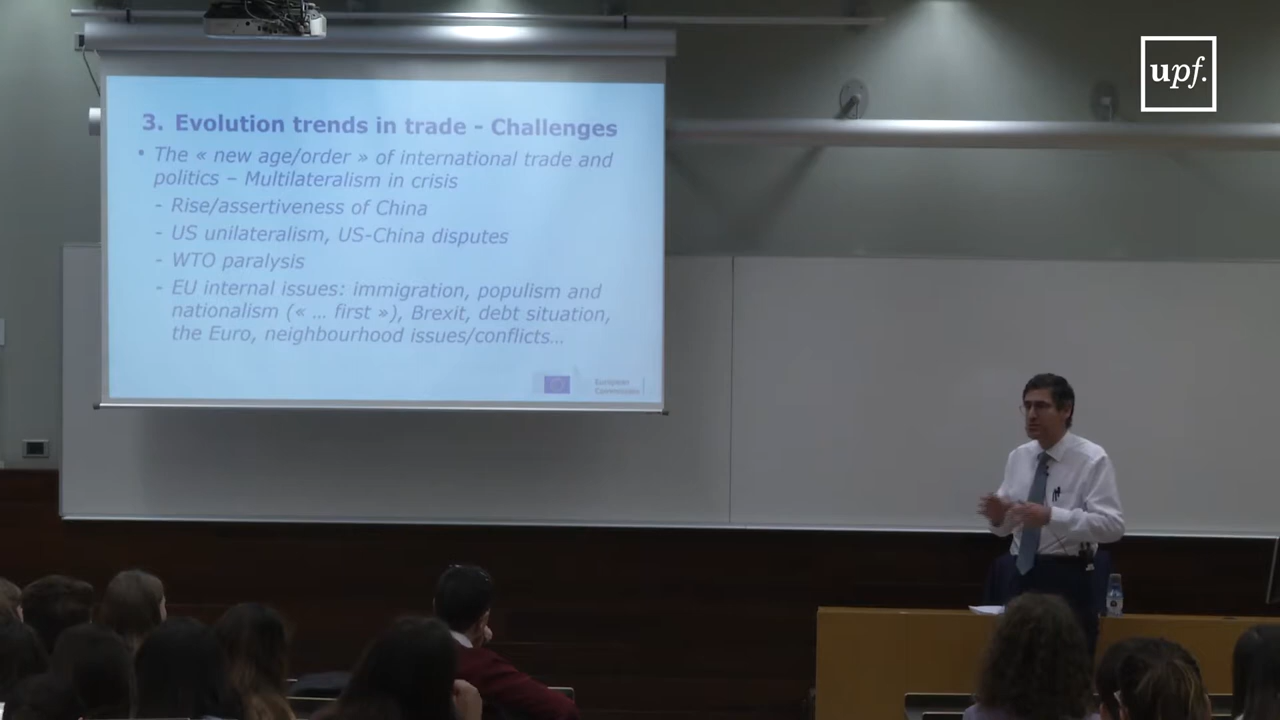 upf.
3. Evolution trends in trade - Challenges
• The « new age/order » of international trade and
politics – Multilateralism in crisis
- Rise/assertiveness of China
- US unilateralism, US-China disputes
- WTO paralysis
- EU internal issues: immigration, populism and
nationalism (« … first »), Brexit, debt situation,
the Euro, neighbourhood issues/conflicts…
European
Commission